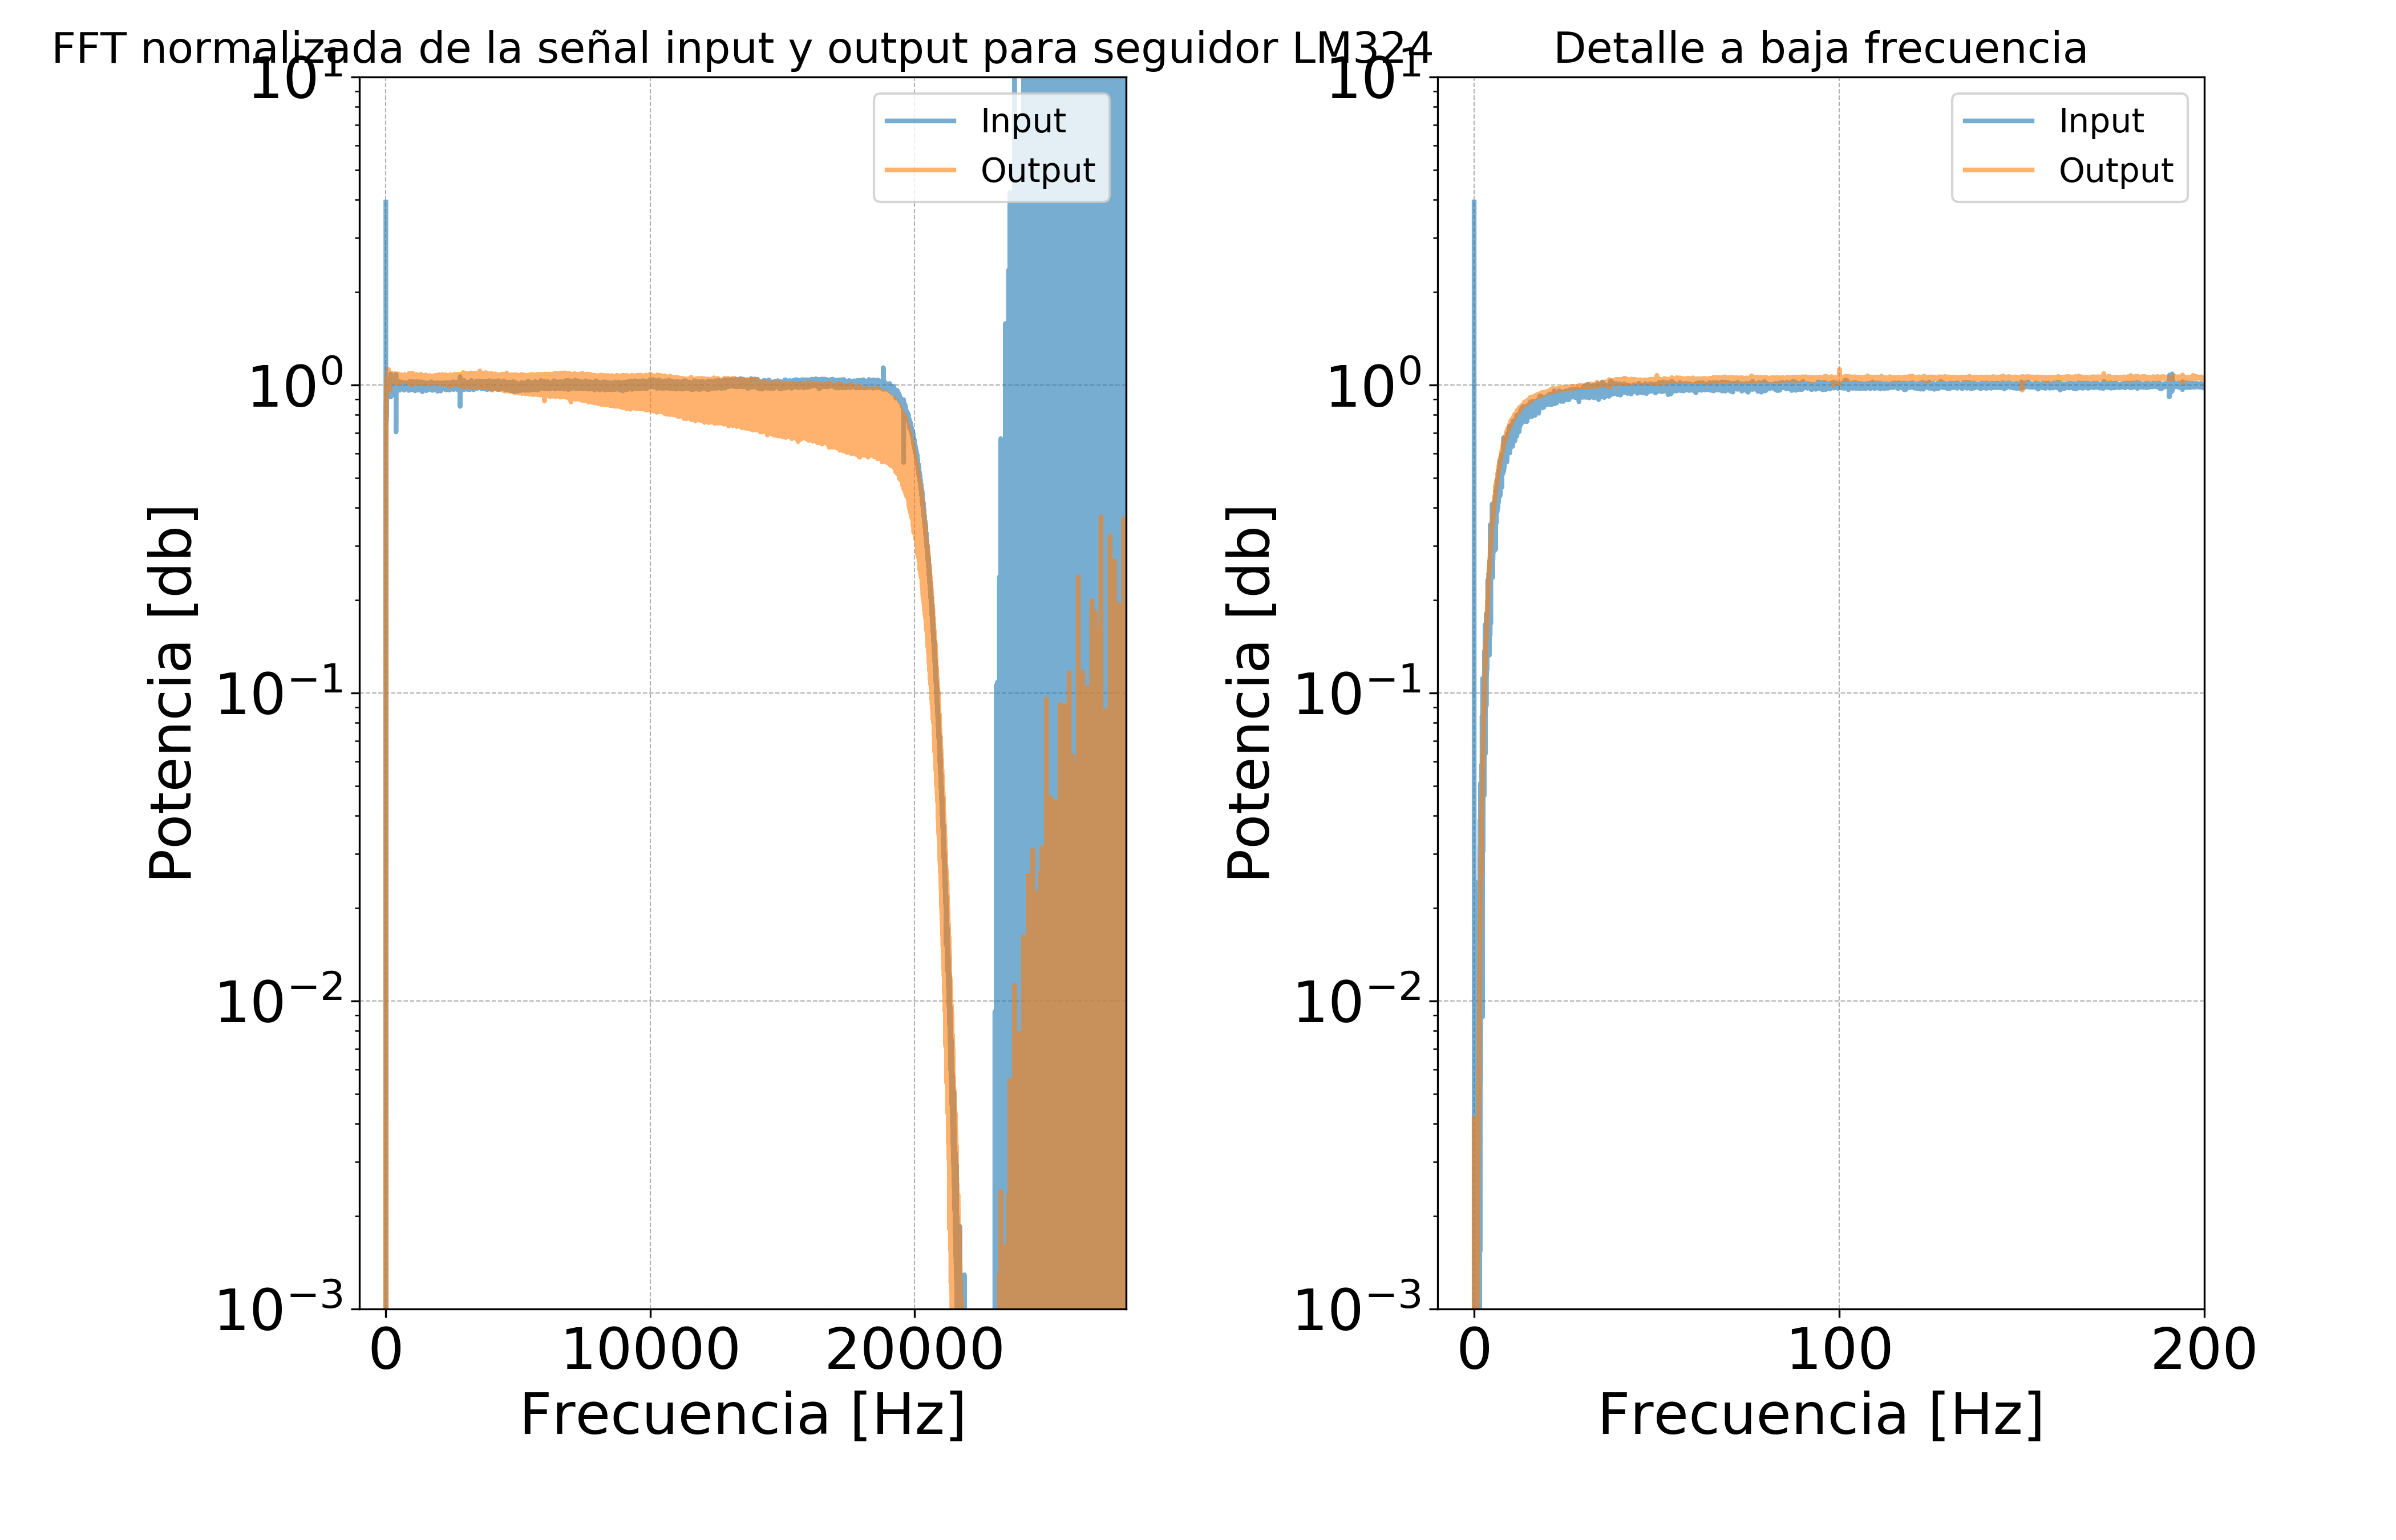 FFT normalizada de la señal input y output para seguidor LM324
Potencia [db]
10¹
10⁰
10⁻¹
10⁻²
10⁻³
Input
Output
0 10000 20000
Frecuencia [Hz]
Detalle a baja frecuencia
Potencia [db]
10¹
10⁰
10⁻¹
10⁻²
10⁻³
Input
Output
0 100 200
Frecuencia [Hz]